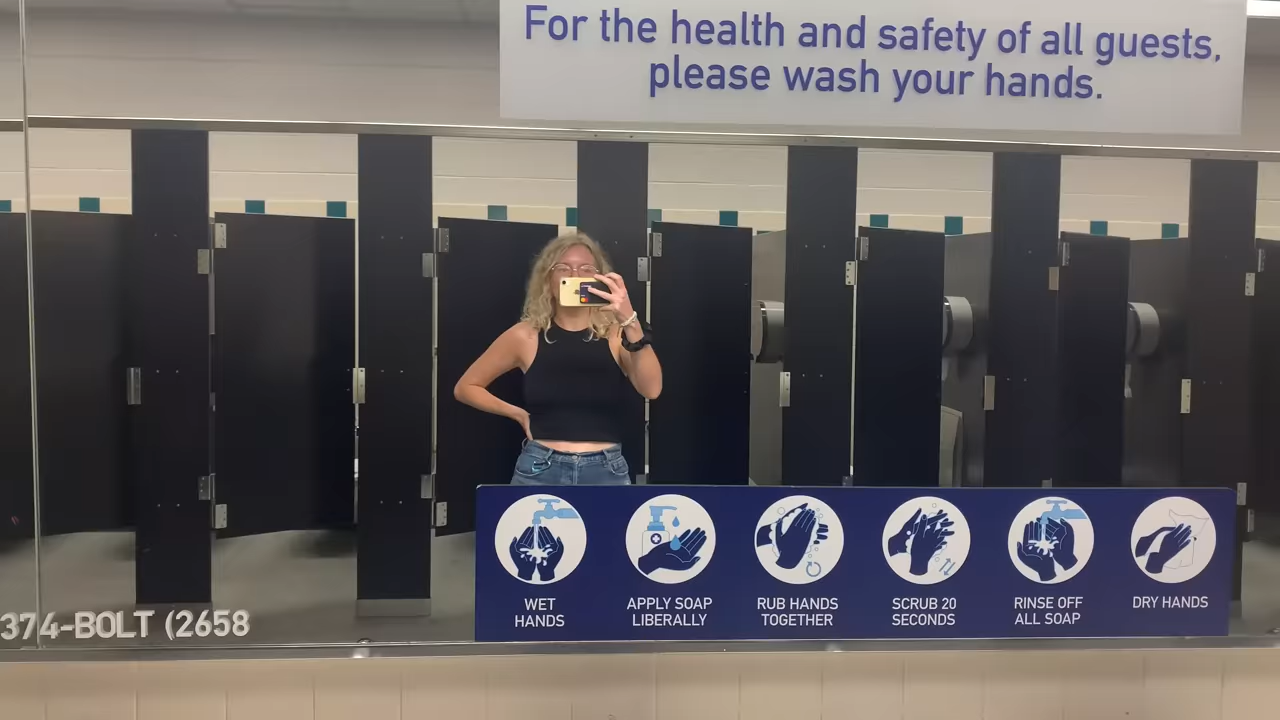 For the health and safety of all guests,
please wash your hands.
WET
HANDS
APPLY SOAP
LIBERALLY
RUB HANDS
TOGETHER
SCRUB 20
SECONDS
RINSE OFF
ALL SOAP
DRY HANDS
374-BOLT (2658